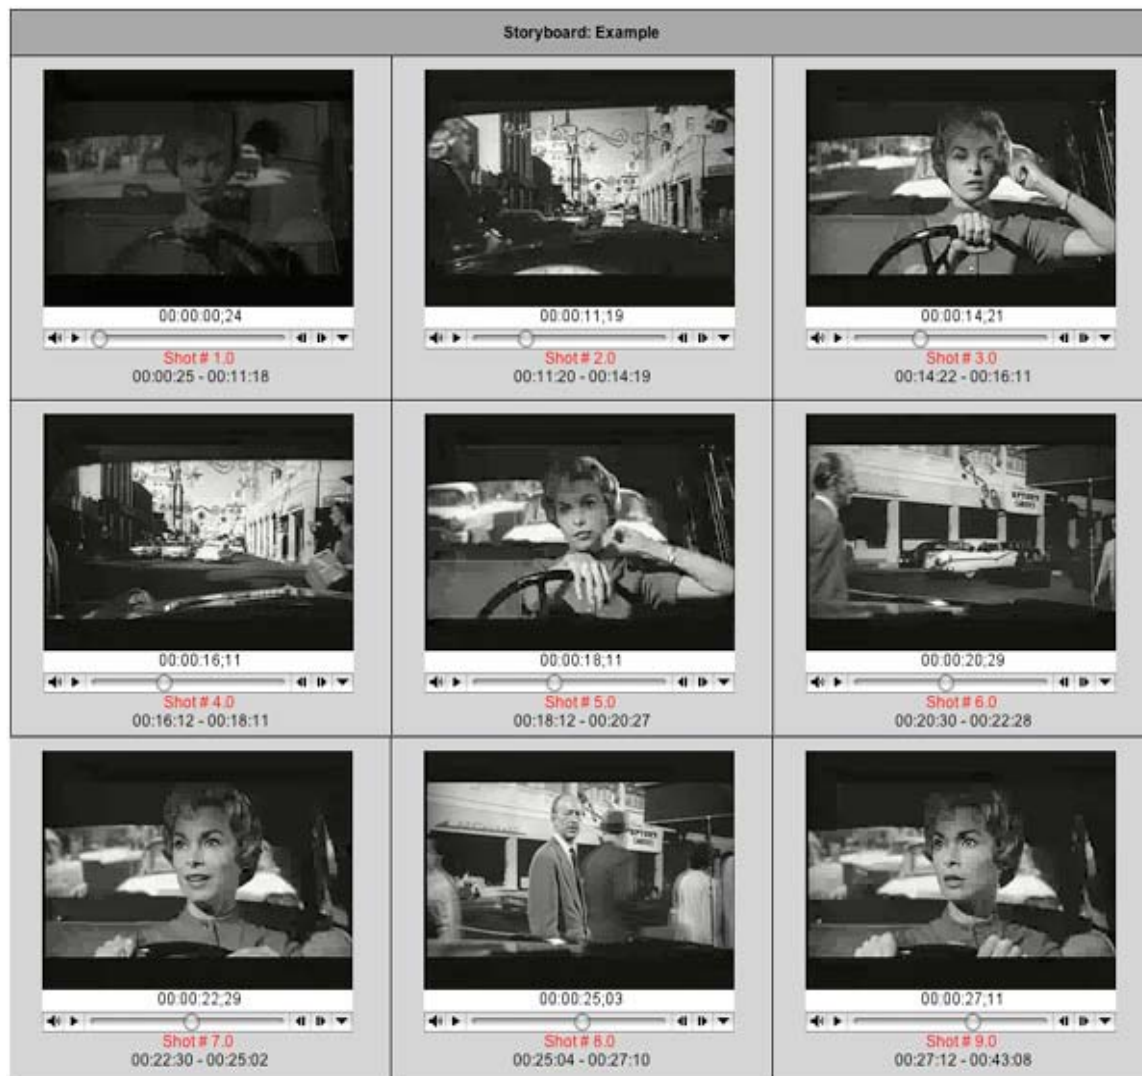 Storyboard: Example
00:00:00;24
00:00:11;19
00:00:14;21
Shot # 1.0
Shot # 2.0
Shot # 3.0
00:00:25 - 00:11:18
00:11:20 - 00:14:19
00:14:22 - 00:16:11
00:00:16;11
00:00:18;11
00:00:20;29
Shot # 4.0
Shot # 5.0
Shot # 6.0
00:16:12 - 00:18:11
00:18:12 - 00:20:27
00:20:30 - 00:22:28
00:00:22;29
00:00:25;03
00:00:27;11
Shot # 7.0
Shot # 8.0
Shot # 9.0
00:22:30 - 00:25:02
00:25:04 - 00:27:10
00:27:12 - 00:43:08